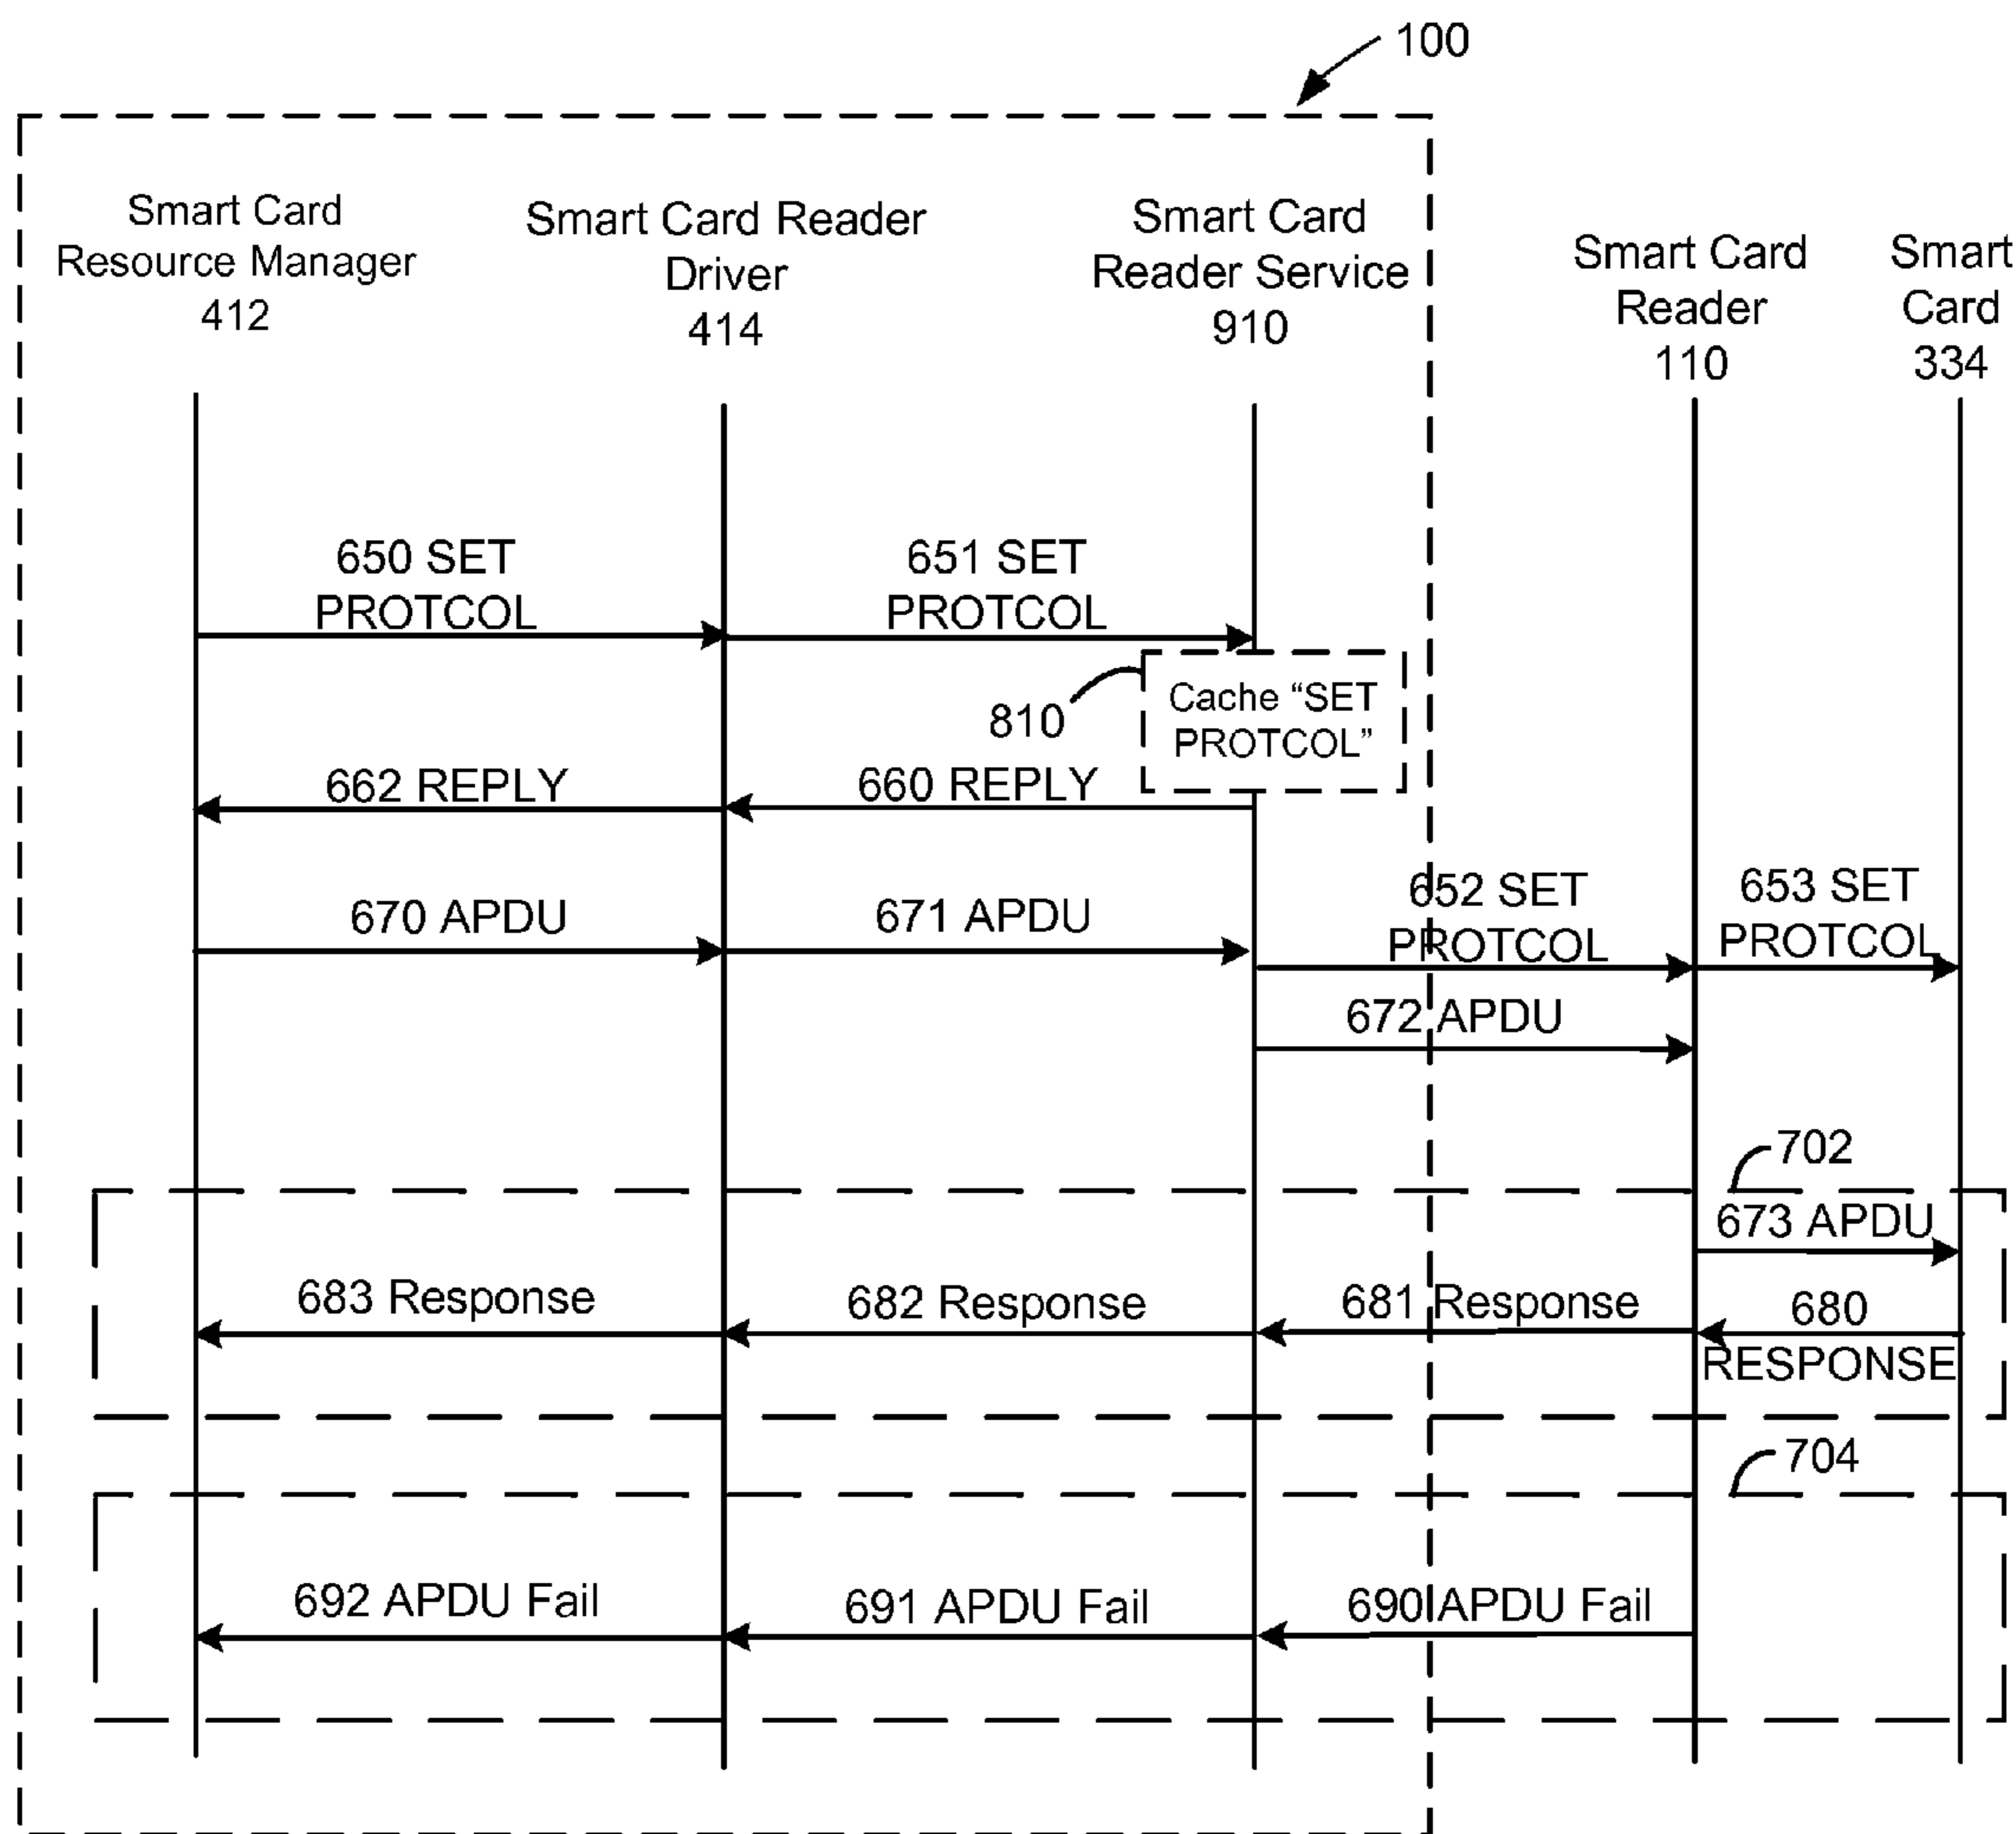 100
Smart Card
Resource Manager
412
Smart Card Reader
Driver
414
Smart Card
Reader Service
910
Smart Card
Reader
110
Smart
Card
334
650 SET
PROTCOL
651 SET
PROTCOL
810
Cache “SET
PROTCOL”
662 REPLY
660 REPLY
670 APDU
671 APDU
652 SET
PROTCOL
653 SET
PROTCOL
672 APDU
702
673 APDU
683 Response
682 Response
681 Response
680
RESPONSE
704
692 APDU Fail
691 APDU Fail
690 APDU Fail